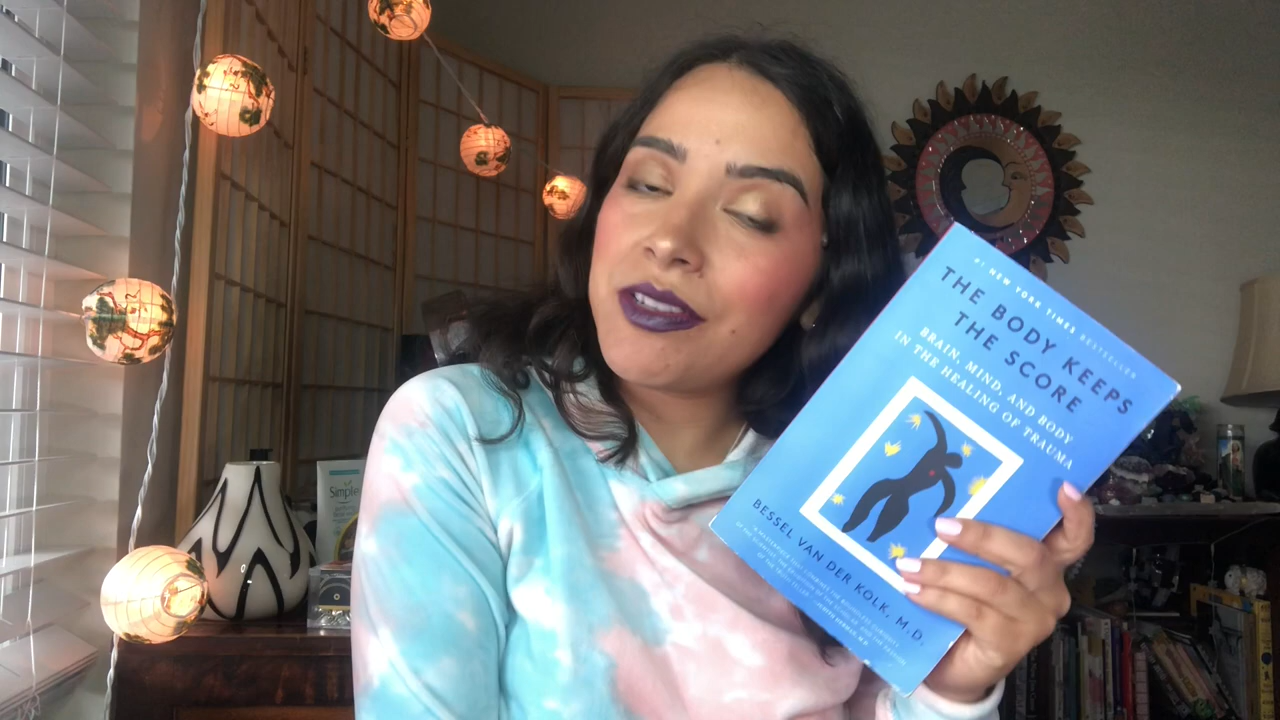 Simple
#1 NEW YORK TIMES BESTSELLER
THE BODY KEEPS
THE SCORE
BRAIN, MIND, AND BODY
IN THE HEALING OF TRAUMA
BESSEL VAN DER KOLK, M.D.